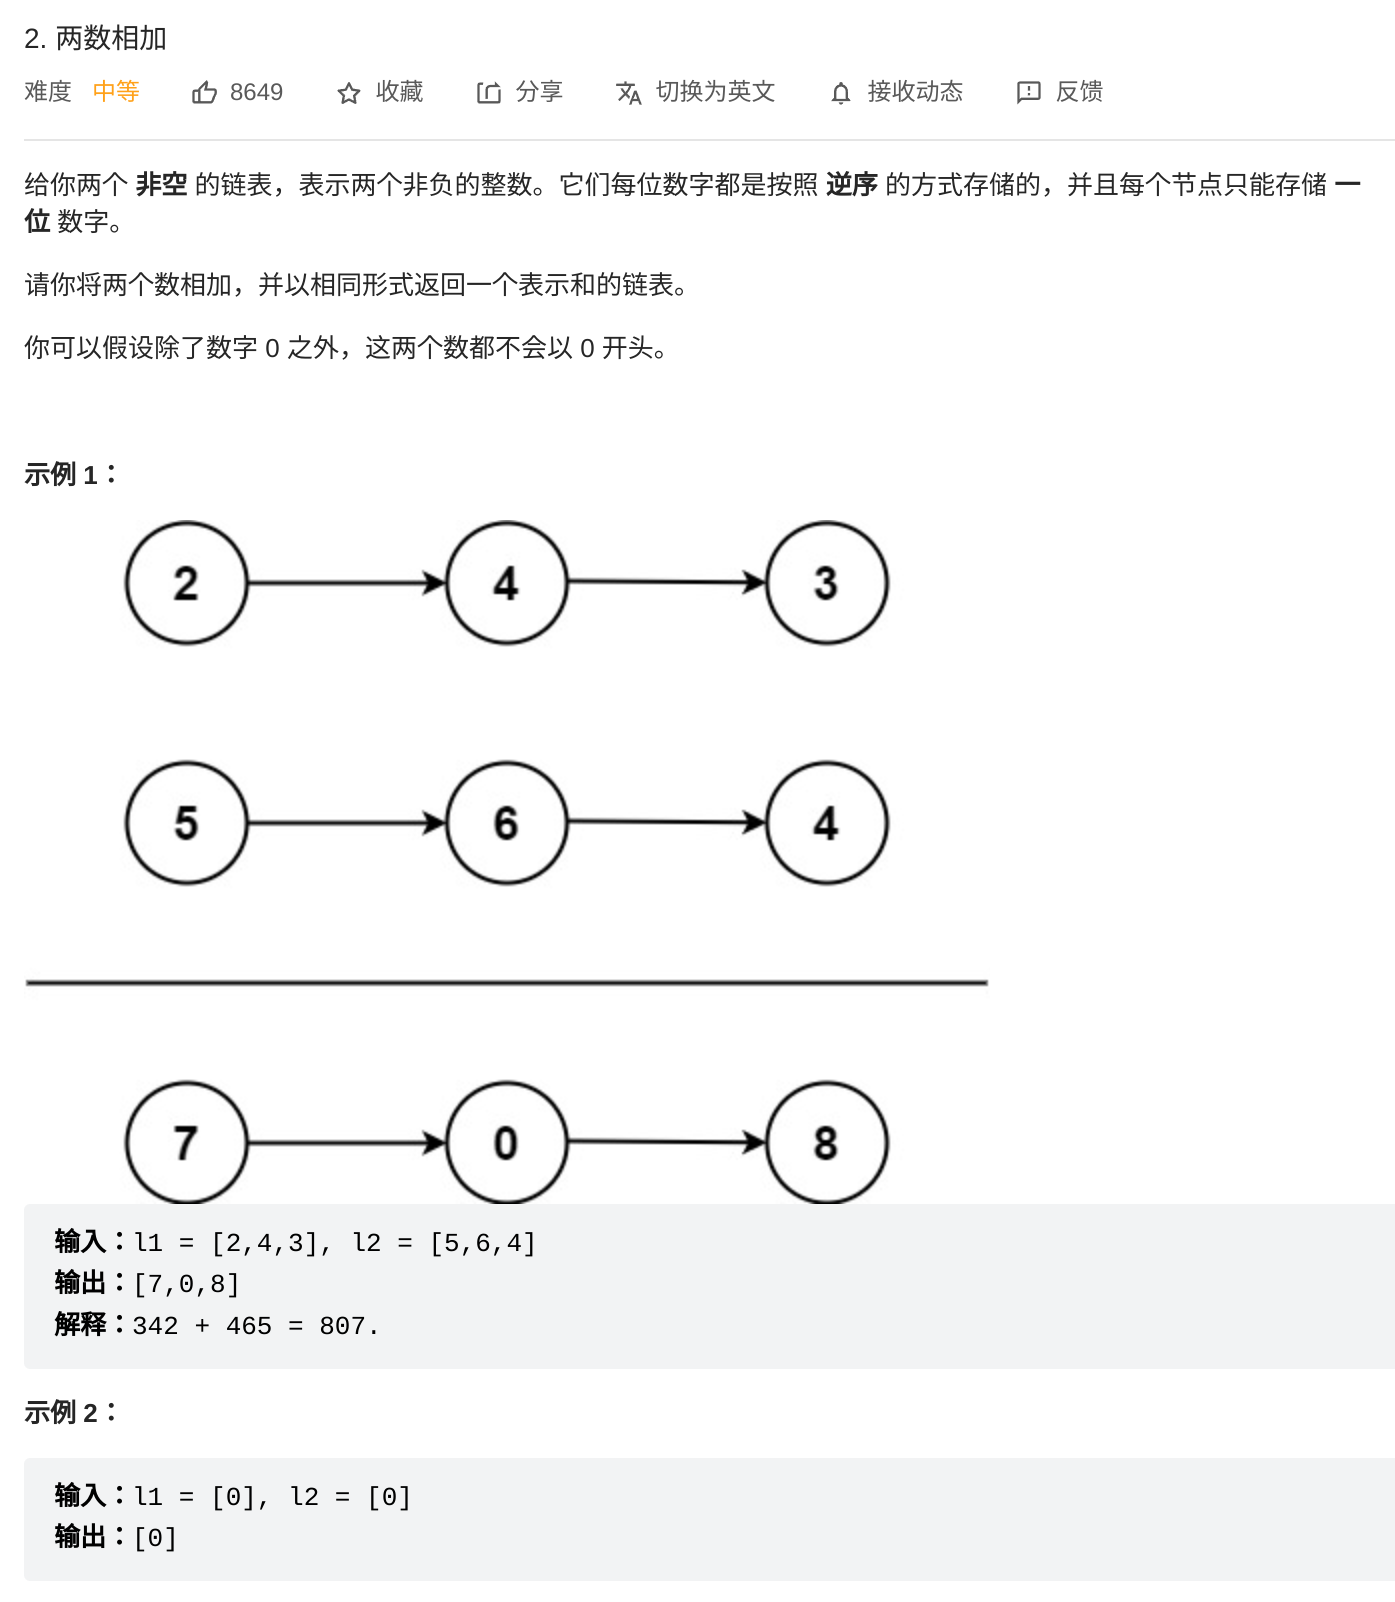 2. 两数相加
难度 中等 8649 收藏 分享 切换为英文 接收动态 反馈
给你两个 非空 的链表，表示两个非负的整数。它们每位数字都是按照 逆序 的方式存储的，并且每个节点只能存储 一
位 数字。
请你将两个数相加，并以相同形式返回一个表示和的链表。
你可以假设除了数字 0 之外，这两个数都不会以 0 开头。
示例 1：
2 4 3
5 6 4
7 0 8
输入：l1 = [2,4,3], l2 = [5,6,4]
输出：[7,0,8]
解释：342 + 465 = 807.
示例 2：
输入：l1 = [0], l2 = [0]
输出：[0]